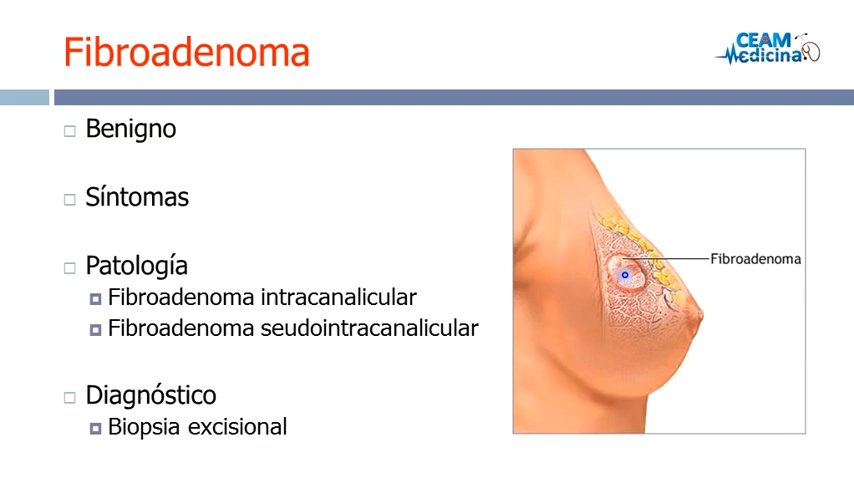 Fibroadenoma
CEAM
Medicina
Benigno
Síntomas
Patología
Fibroadenoma intracanalicular
Fibroadenoma seudointracanalicular
Diagnóstico
Biopsia excisional
Fibroadenoma